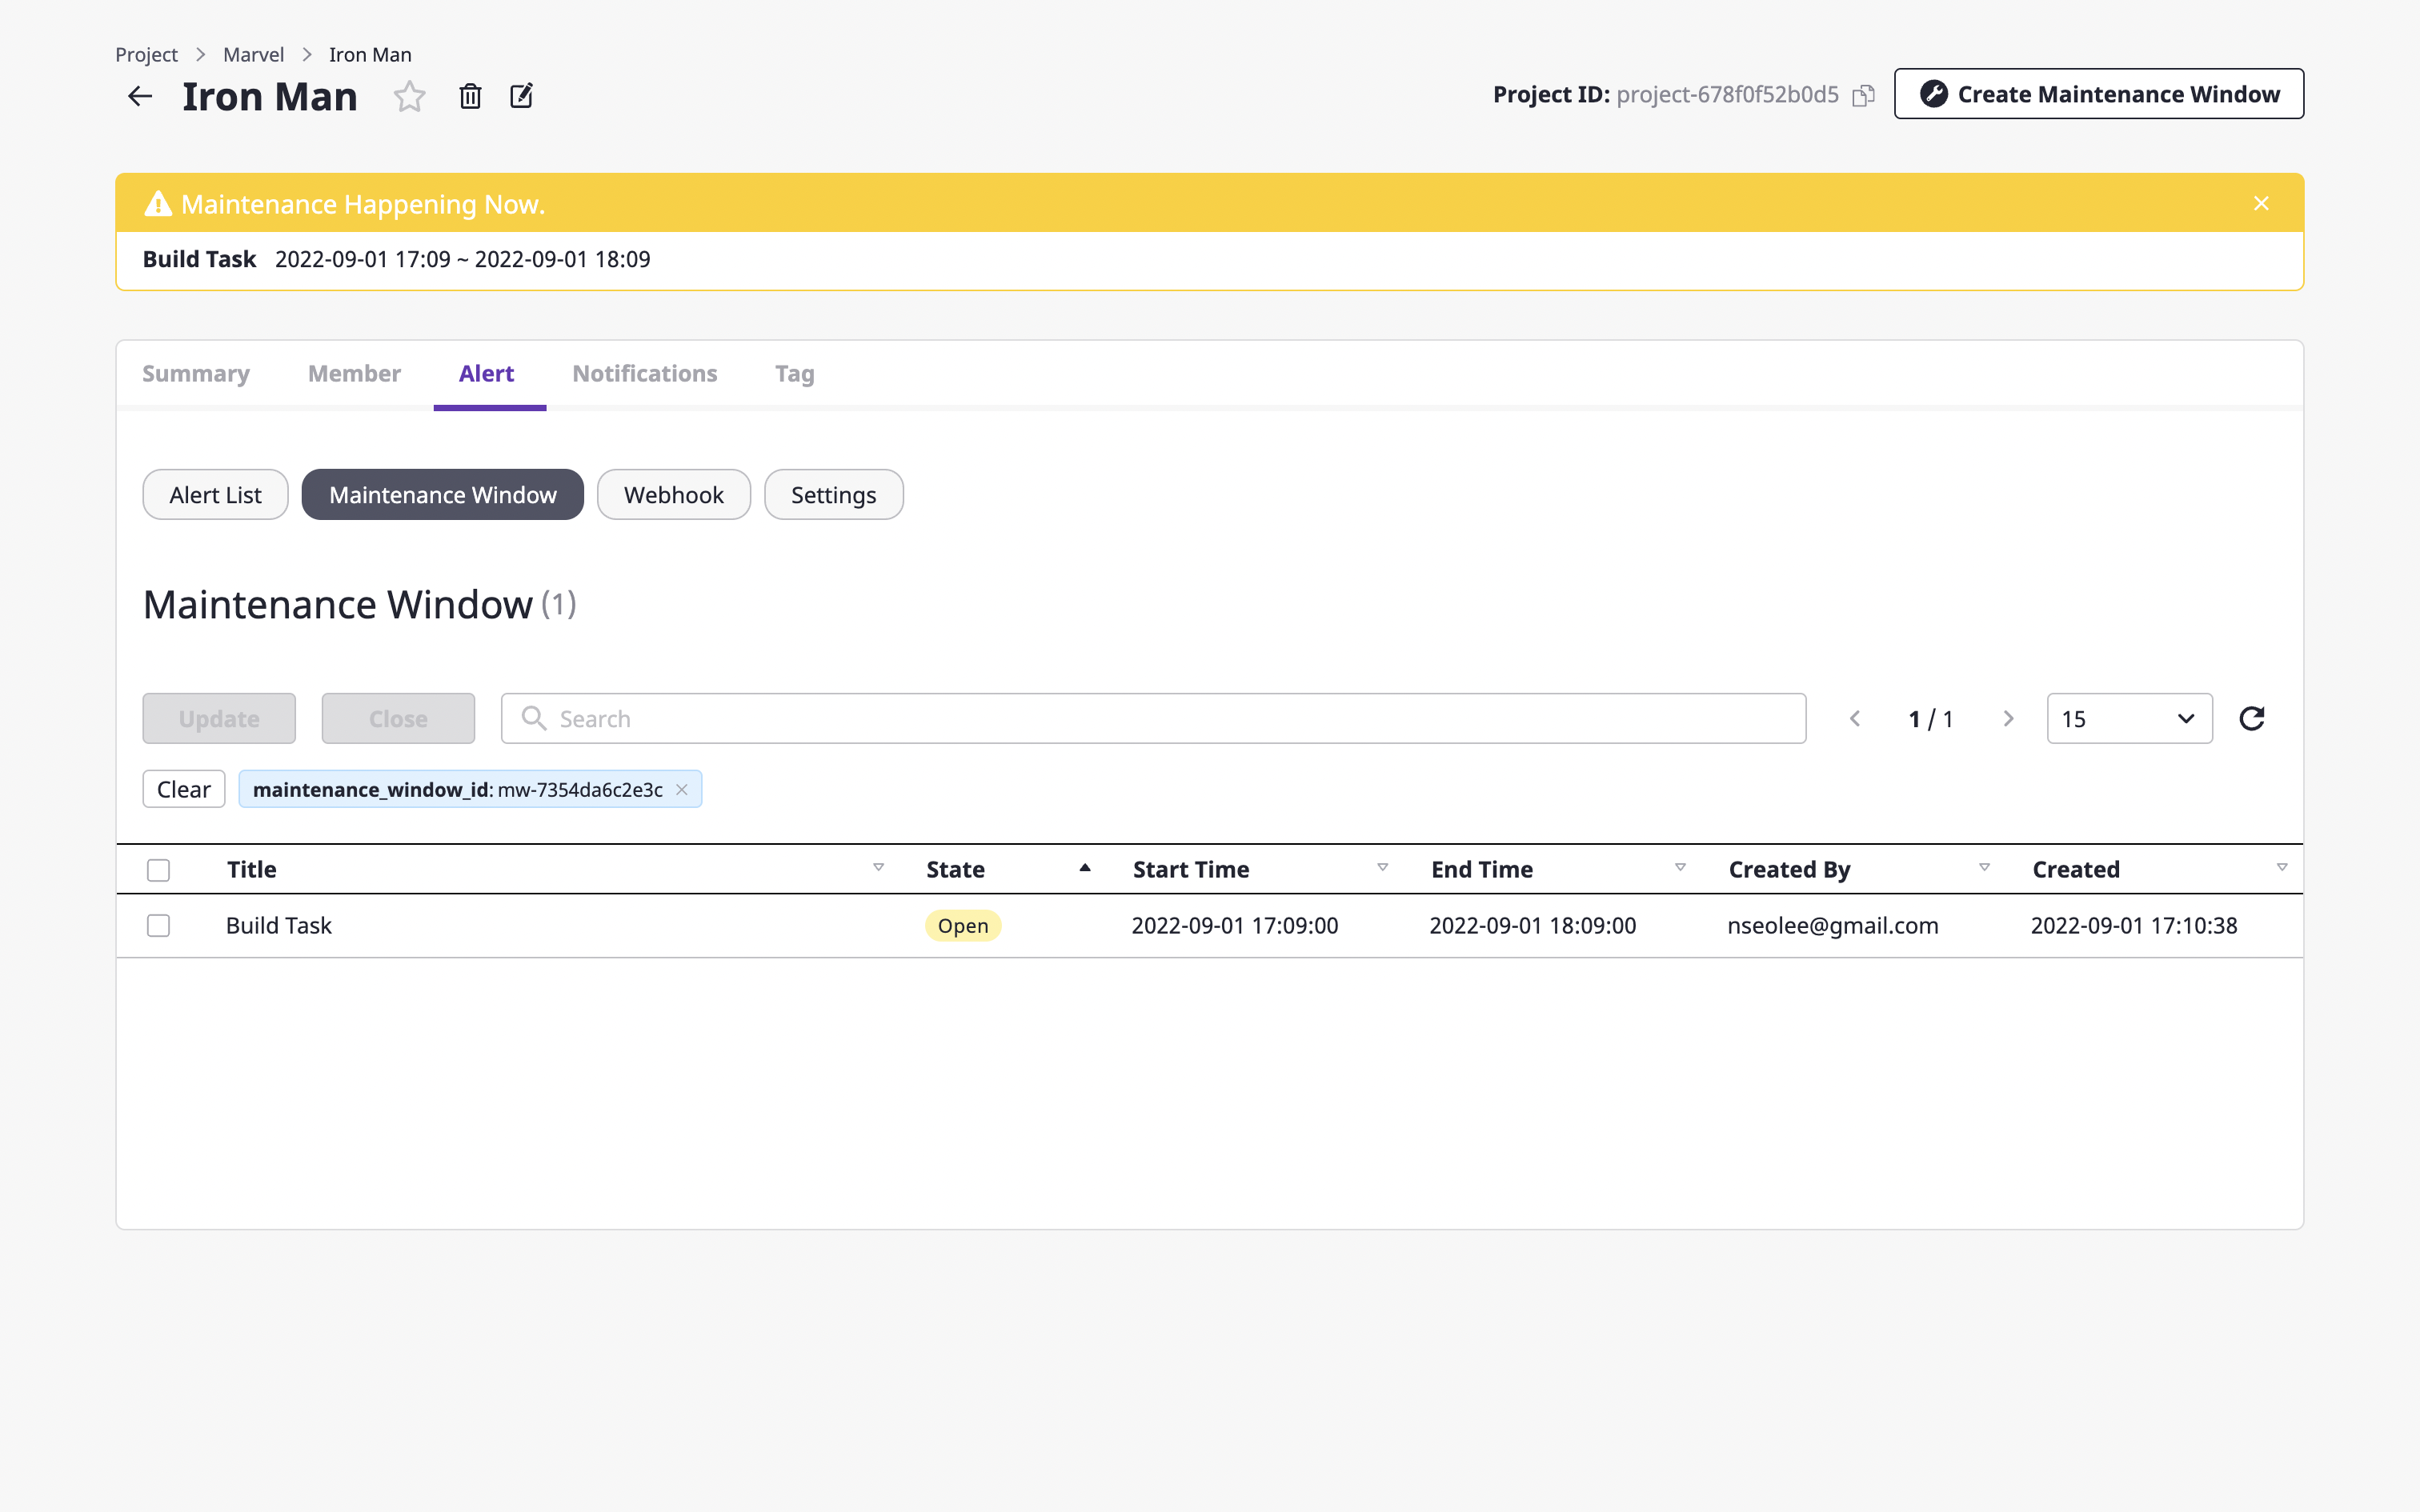 Project > Marvel > Iron Man
Iron Man
Project ID: project-678f0f52b0d5
Create Maintenance Window
Maintenance Happening Now.
Build Task 2022-09-01 17:09 ~ 2022-09-01 18:09
Summary Member Alert Notifications Tag
Alert List Maintenance Window Webhook Settings
Maintenance Window (1)
Update Close Search 1 / 1 15
Clear maintenance_window_id: mw-7354da6c2e3c
Title State Start Time End Time Created By Created
Build Task Open 2022-09-01 17:09:00 2022-09-01 18:09:00 nseolee@gmail.com 2022-09-01 17:10:38